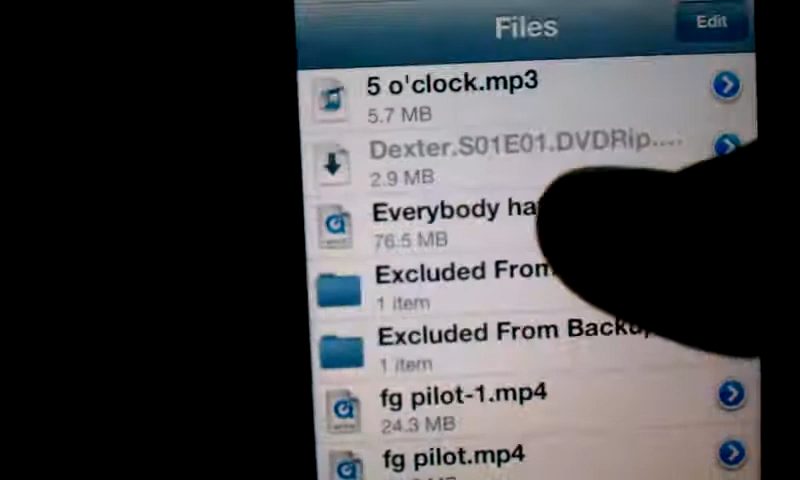 Files
Edit
5 o'clock.mp3
5.7 MB
Dexter.S01E01.DVDRip....
2.9 MB
Everybody ha
76.5 MB
Excluded From
1 item
Excluded From Backu
1 item
fg pilot-1.mp4
24.3 MB
fg pilot.mp4